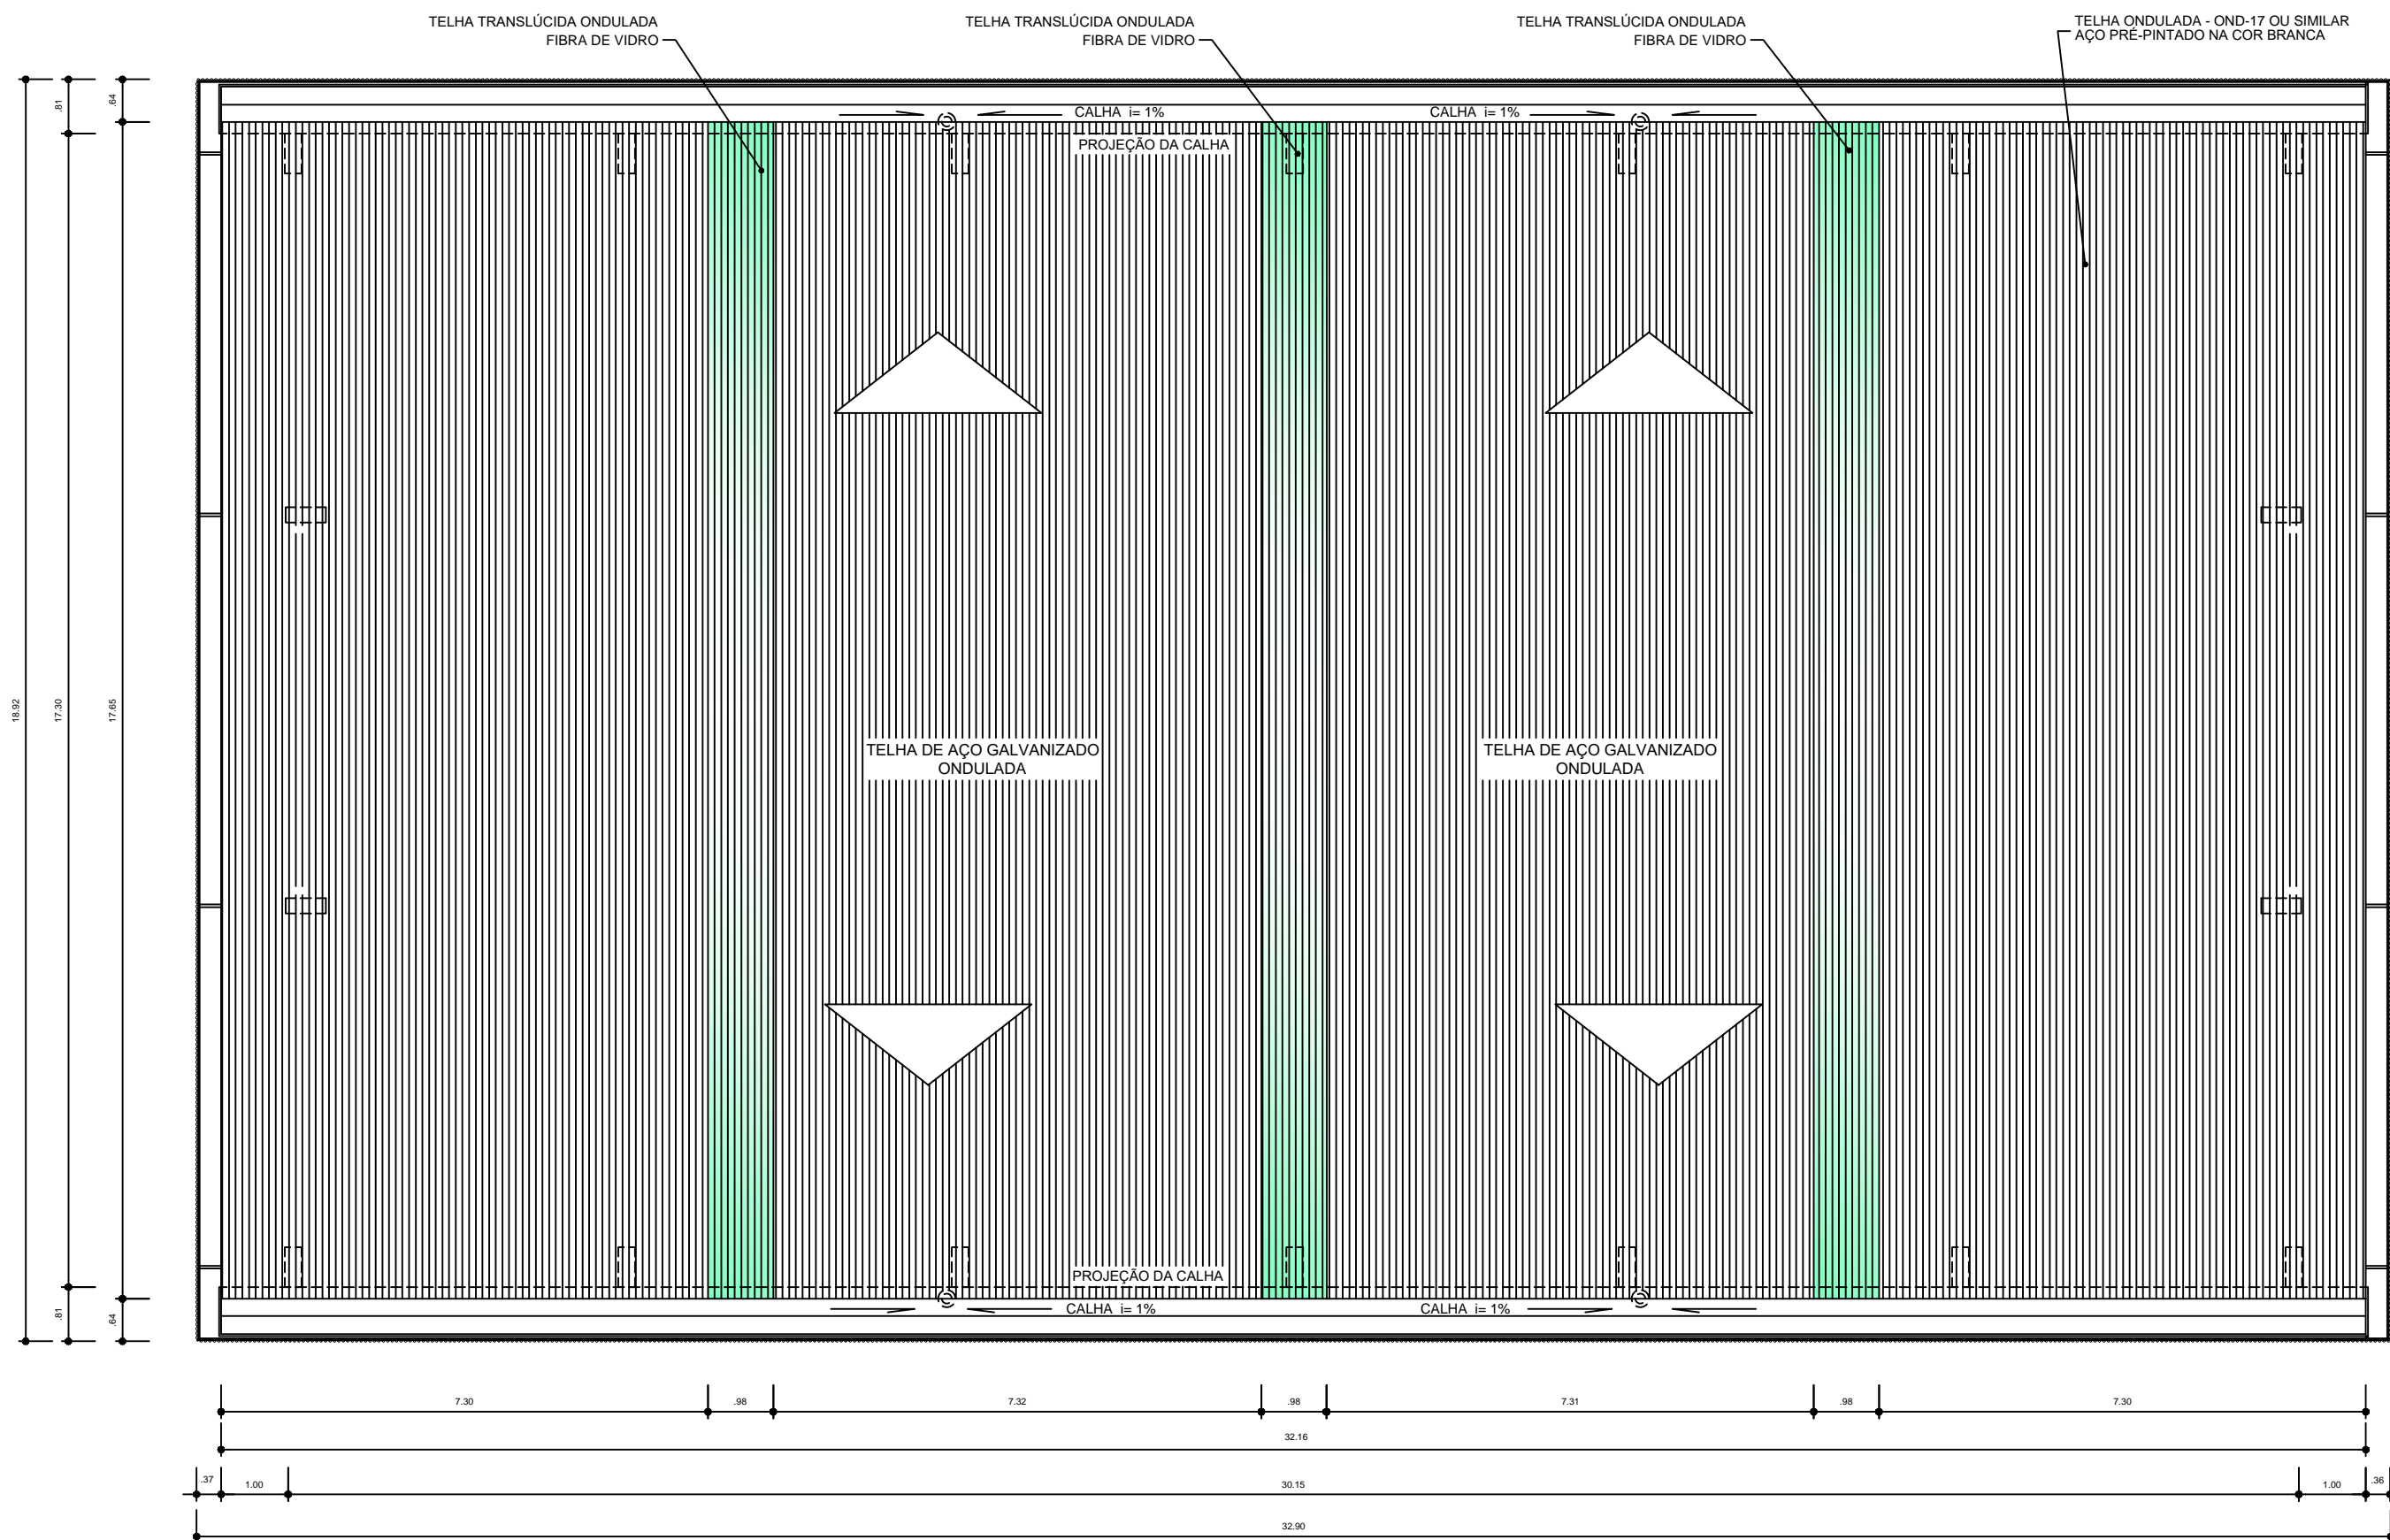 TELHA TRANSLÚCIDA ONDULADA
FIBRA DE VIDRO
TELHA TRANSLÚCIDA ONDULADA
FIBRA DE VIDRO
TELHA TRANSLÚCIDA ONDULADA
FIBRA DE VIDRO
TELHA ONDULADA - OND-17 OU SIMILAR
AÇO PRÉ-PINTADO NA COR BRANCA
.81
.64
CALHA i= 1%
CALHA i= 1%
PROJEÇÃO DA CALHA
18.92
17.30
17.65
TELHA DE AÇO GALVANIZADO
ONDULADA
TELHA DE AÇO GALVANIZADO
ONDULADA
PROJEÇÃO DA CALHA
CALHA i= 1%
CALHA i= 1%
.81
.64
7.30
.98
7.32
.98
7.31
.98
7.30
32.16
.37
1.00
30.15
1.00
.36
32.90